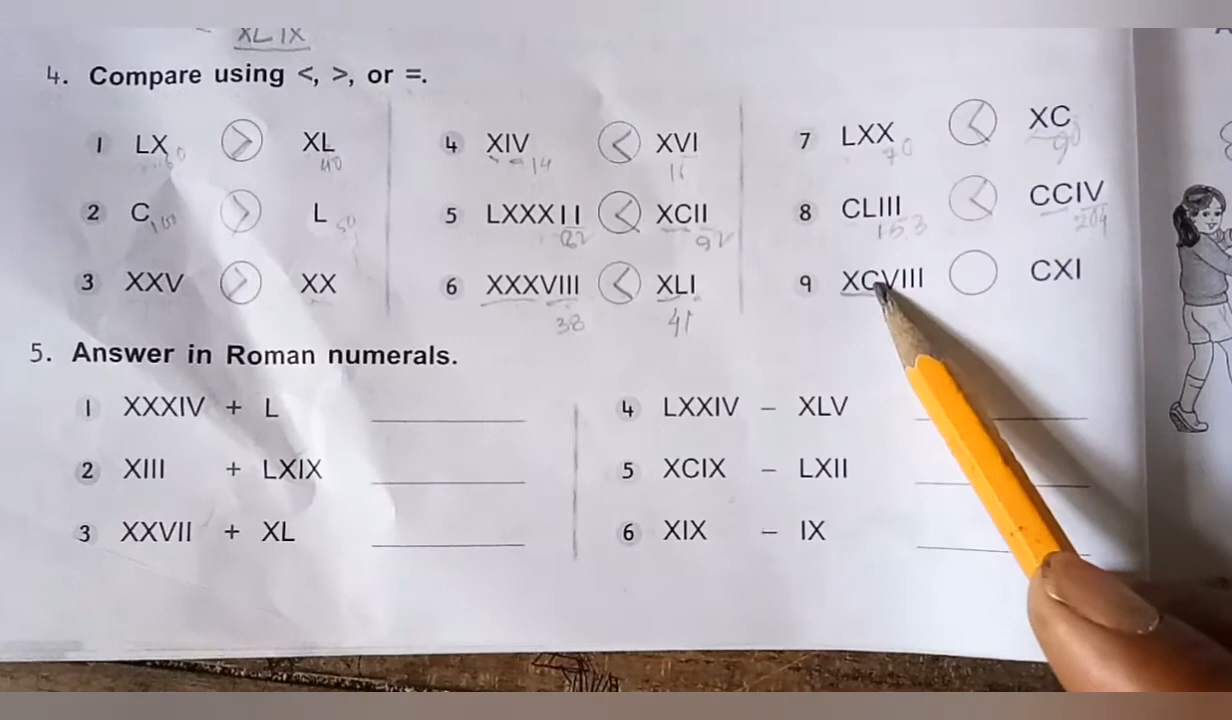 XLIX
4. Compare using <, >, or =.
1 LX > XL 4 XIV < XVI 7 LXX < XC
60 40 14 16 70 90
2 C > L 5 LXXXII < XCII 8 CLIII < CCIV
100 50 82 92 153 204
3 XXV > XX 6 XXXVIII < XLI 9 XCVIII CXI
38 41
5. Answer in Roman numerals.
1 XXXIV + L 4 LXXIV – XLV
2 XIII + LXIX 5 XCIX – LXII
3 XXVII + XL 6 XIX – IX